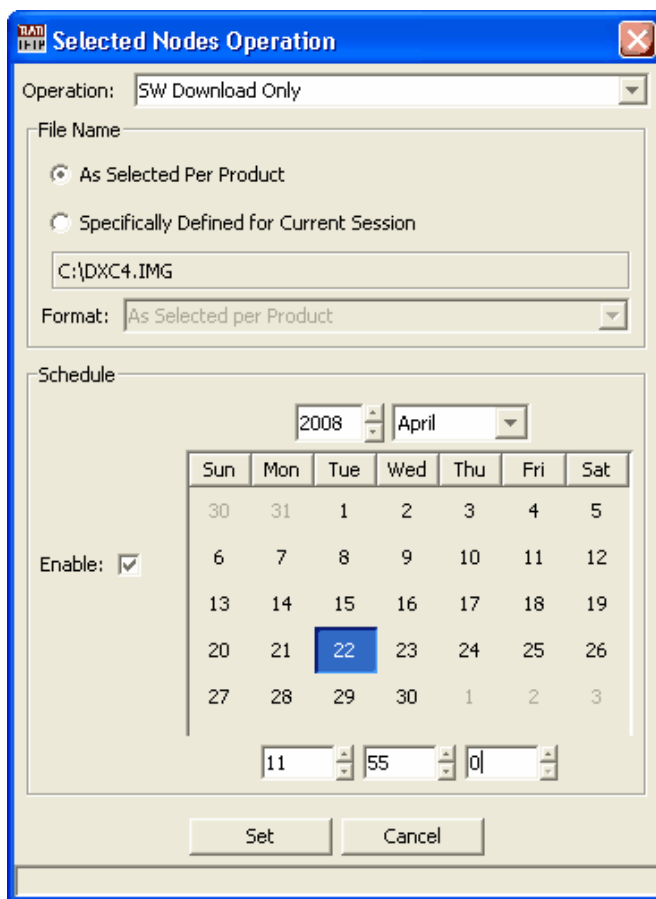 RAD TFTP Selected Nodes Operation
Operation: SW Download Only
File Name
As Selected Per Product
Specifically Defined for Current Session
C:\DXC4.IMG
Format: As Selected per Product
Schedule
2008 April
Sun Mon Tue Wed Thu Fri Sat
30 31 1 2 3 4 5
Enable: 6 7 8 9 10 11 12
13 14 15 16 17 18 19
20 21 22 23 24 25 26
27 28 29 30 1 2 3
11 55 0
Set Cancel